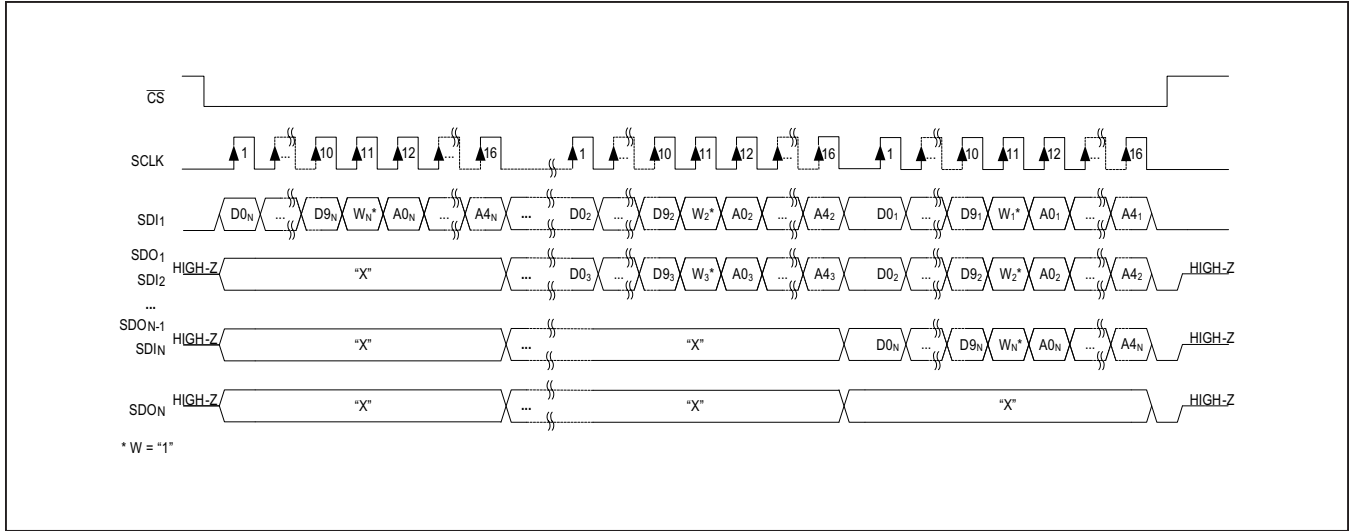 CS
SCLK 1 ... 10 11 12 ... 16 1 ... 10 11 12 ... 16 1 ... 10 11 12 ... 16
SDI1 D0N ... D9N WN* A0N ... A4N ... D02 ... D92 W2* A02 ... A42 D01 ... D91 W1* A01 ... A41
SDO1
SDI2
HIGH-Z “X” ... D03 ... D93 W3* A03 ... A43 D02 ... D92 W2* A02 ... A42 HIGH-Z
...
SDON-1
SDIN
HIGH-Z “X” ... “X” D0N ... D9N WN* A0N ... A4N HIGH-Z
SDON HIGH-Z “X” ... “X” “X” HIGH-Z
* W = “1”